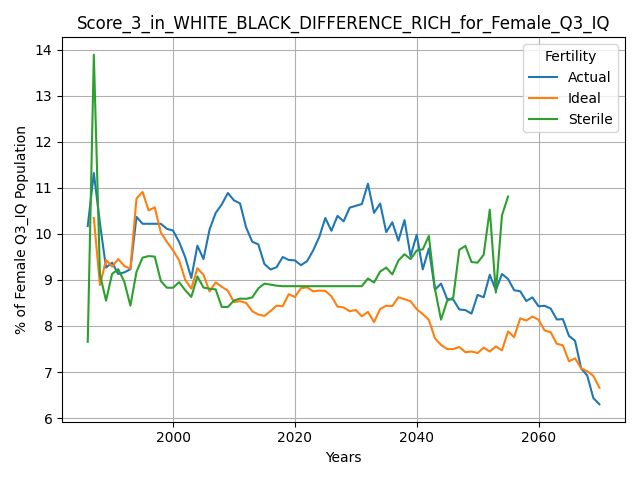 Score_3_in_WHITE_BLACK_DIFFERENCE_RICH_for_Female_Q3_IQ
Fertility
Actual
Ideal
Sterile
% of Female Q3_IQ Population
14
13
12
11
10
9
8
7
6
2000 2020 2040 2060
Years